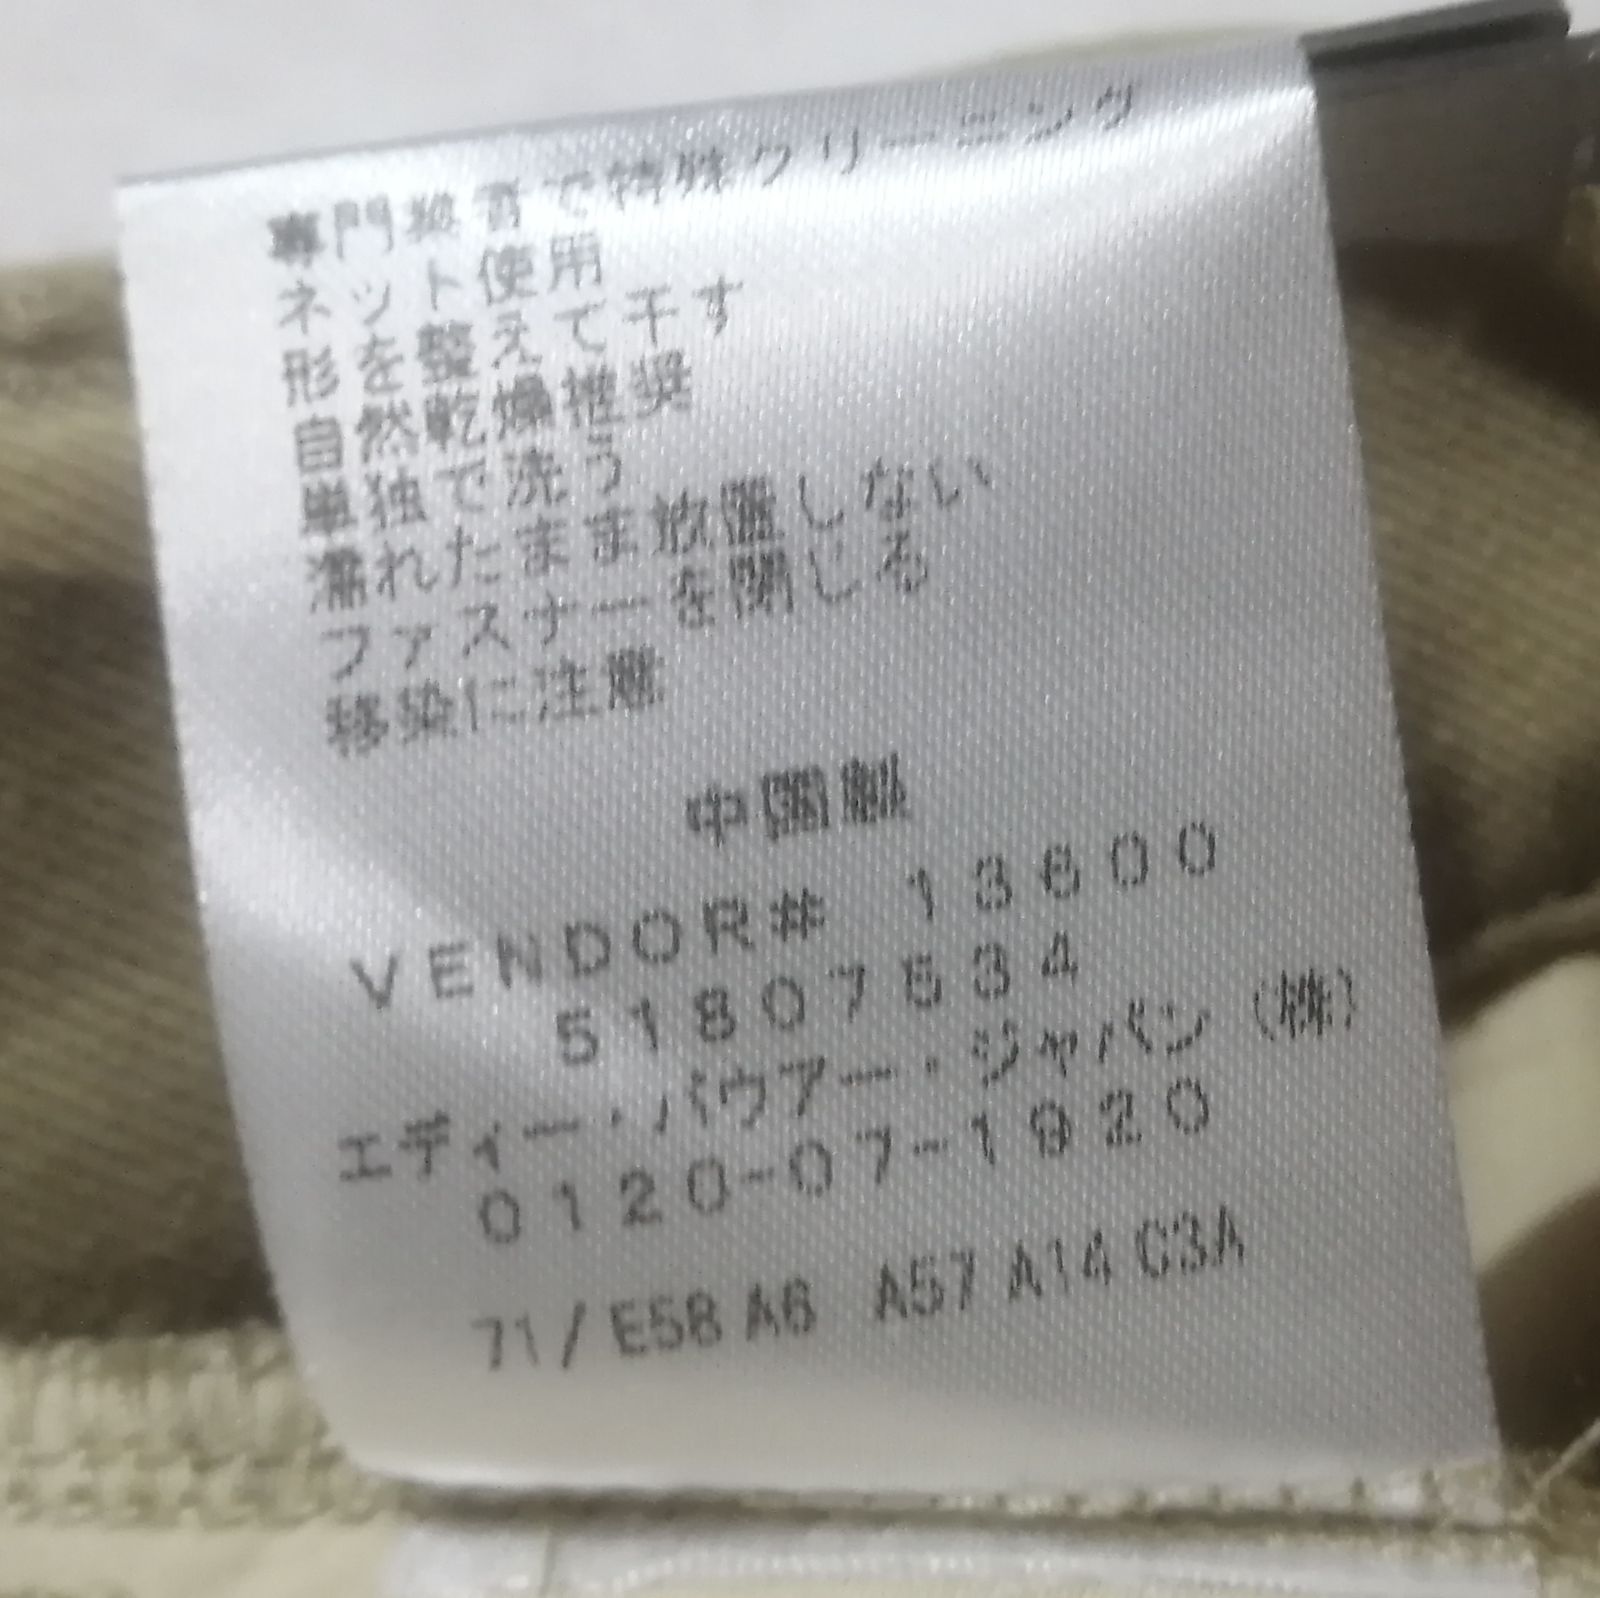 専門業者で特殊クリーニング
ネット使用
形を整えて干す
自然乾燥推奨
単独で洗う
濡れたまま放置しない
ファスナーを閉じる
移染に注意
中国製
VENDOR# 13600
51807534
エディー・バウアー・ジャパン(株)
0120-07-1920
71/E58 A6 A57 A14 C3A